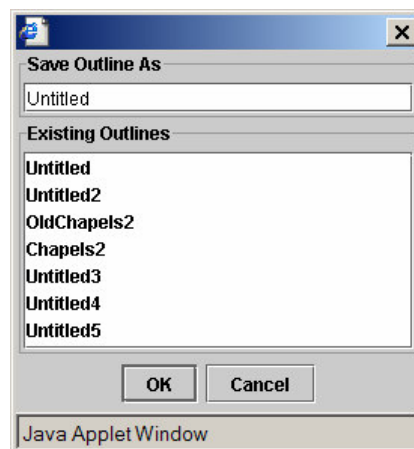 Save Outline As
Untitled
Existing Outlines
Untitled
Untitled2
OldChapels2
Chapels2
Untitled3
Untitled4
Untitled5
OK Cancel
Java Applet Window